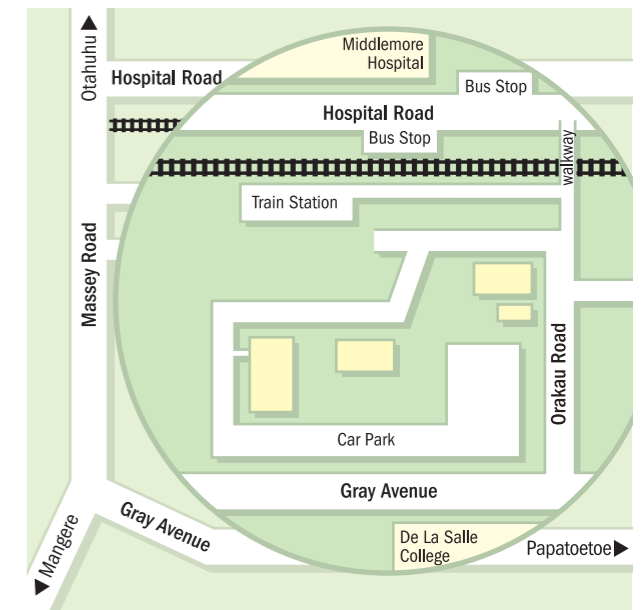 Otahuhu
Middlemore
Hospital
Hospital Road
Bus Stop
Hospital Road
Bus Stop
walkway
Train Station
Massey Road
Orakau Road
Car Park
Gray Avenue
Gray Avenue
De La Salle
College
Papatoetoe
Mangere